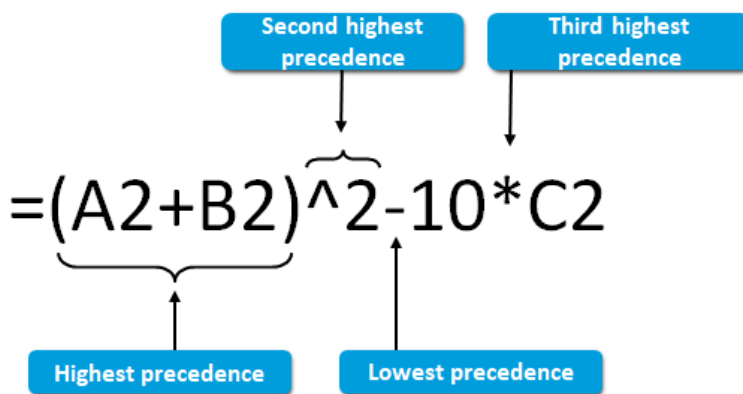 Second highest
precedence
Third highest
precedence
=(A2+B2)^2-10*C2
Highest precedence
Lowest precedence